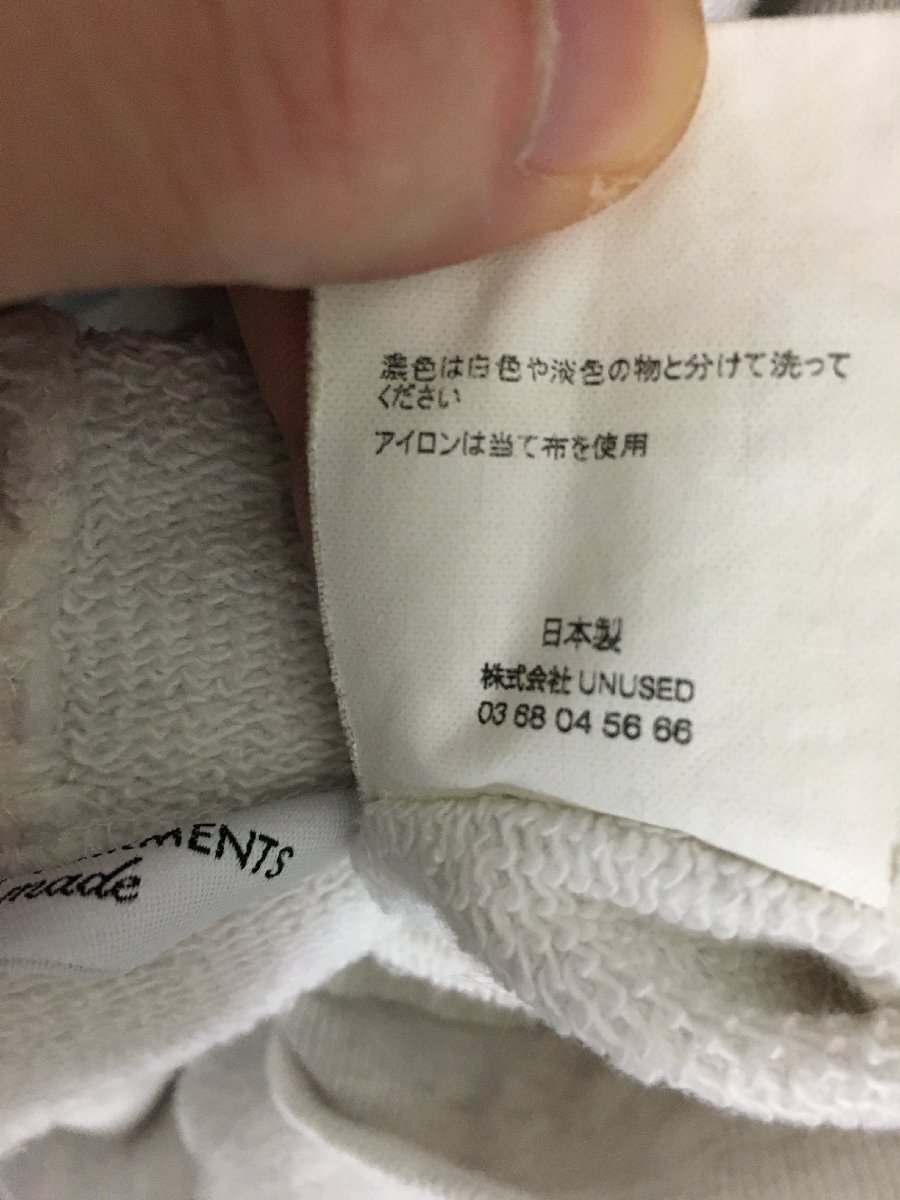 濃色は白色や淡色の物と分けて洗って
ください
アイロンは当て布を使用
日本製
株式会社 UNUSED
03 68 04 56 66
MENTS
made